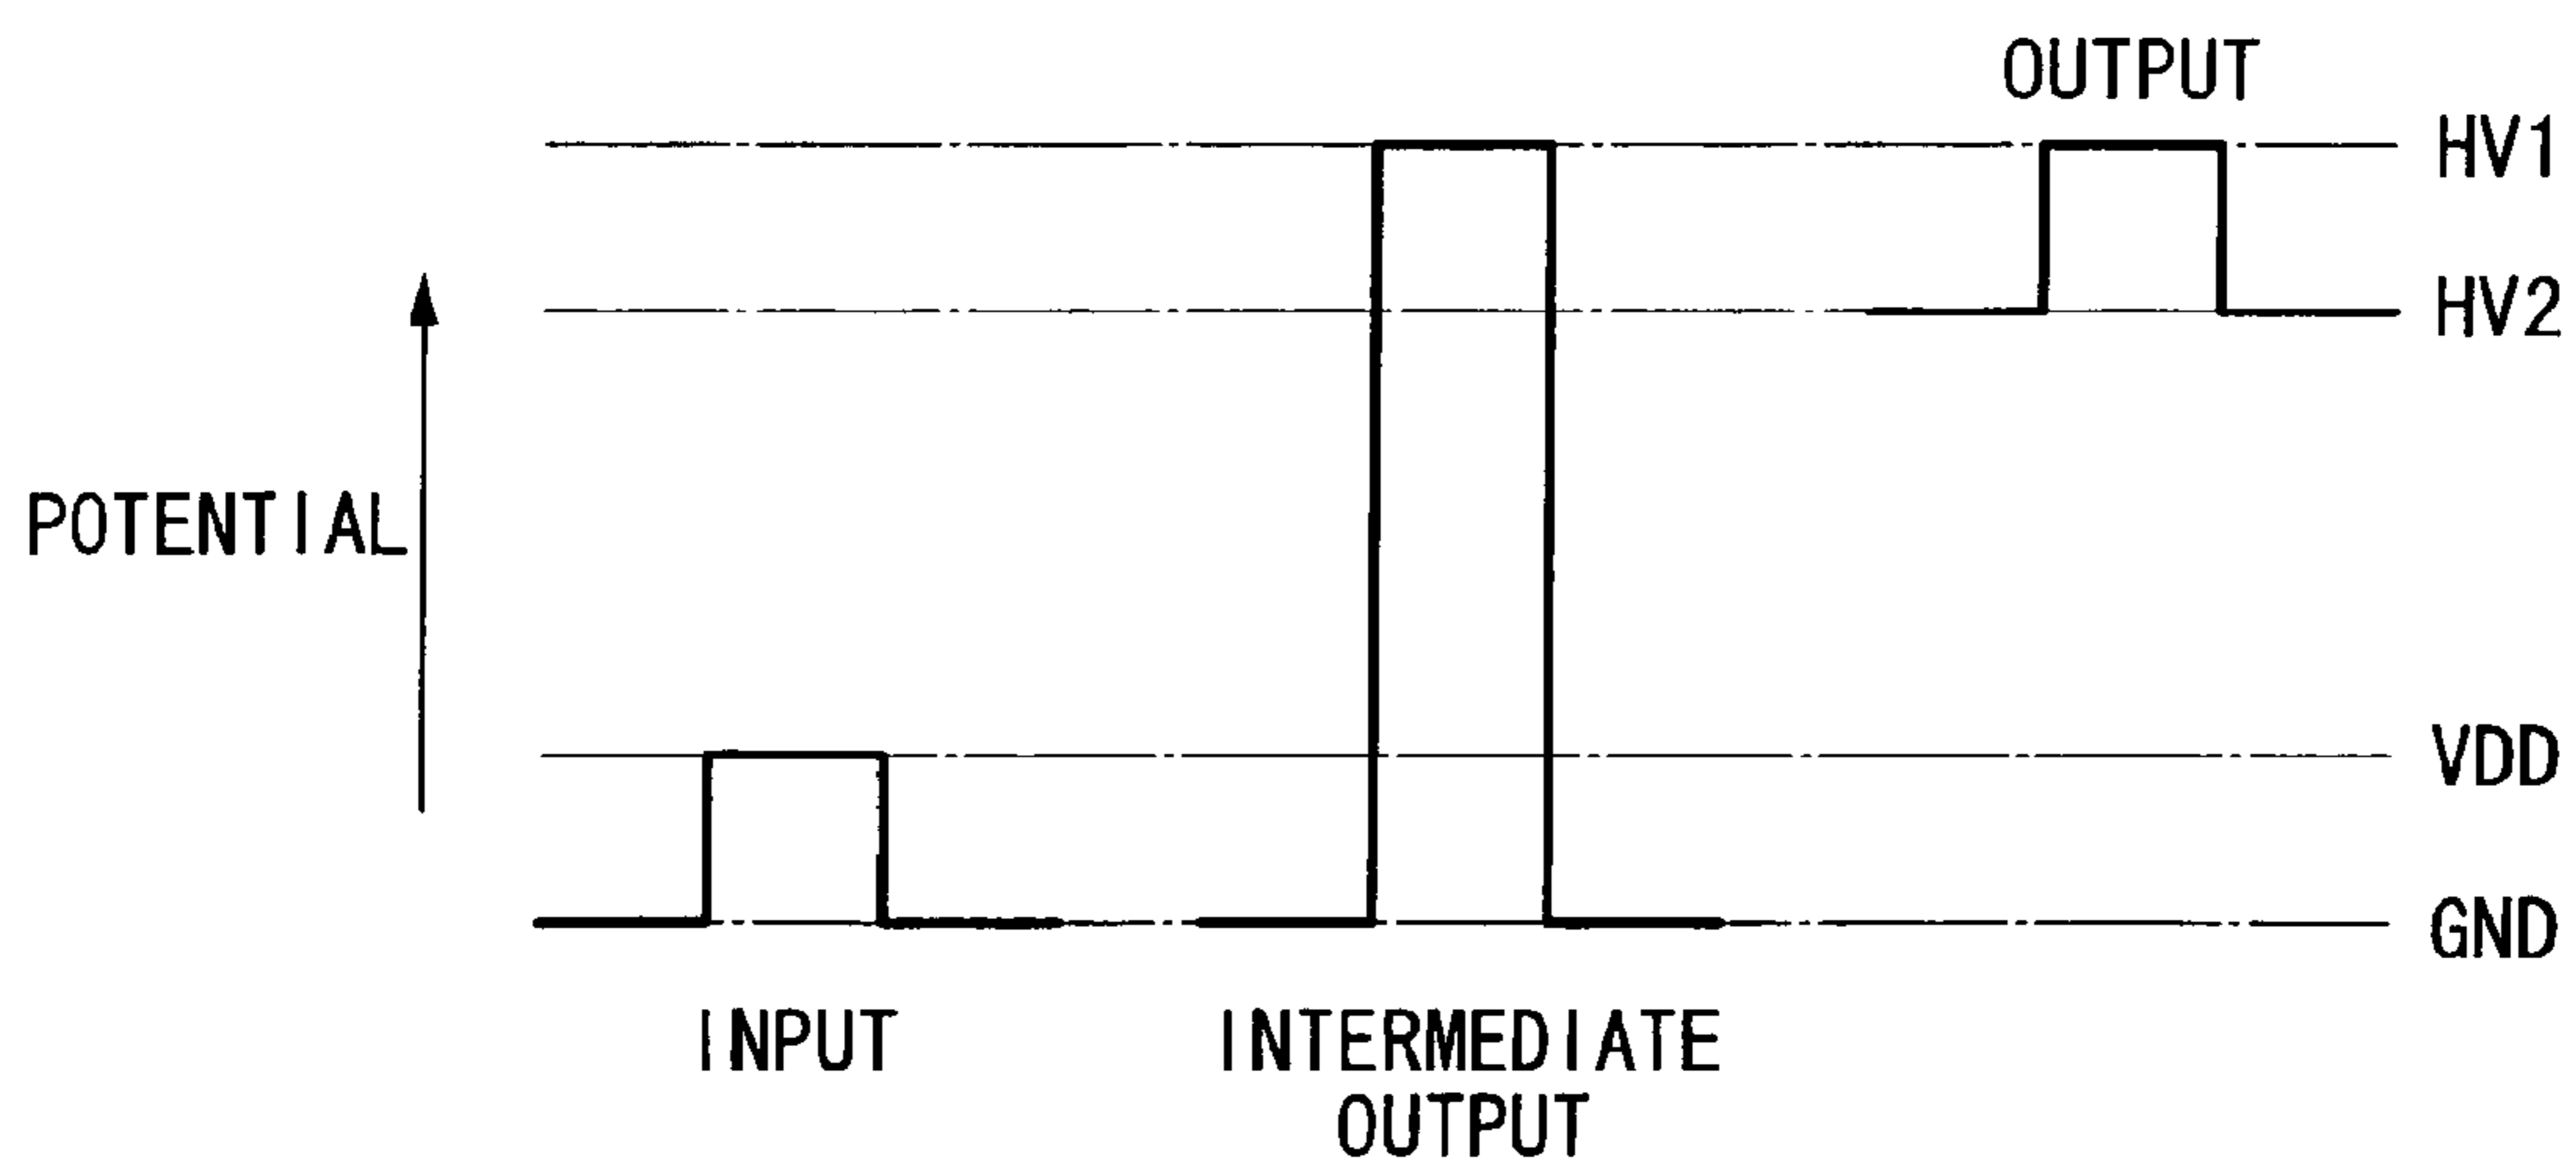 OUTPUT
HV1
HV2
POTENTIAL
VDD
GND
INPUT
INTERMEDIATE
OUTPUT